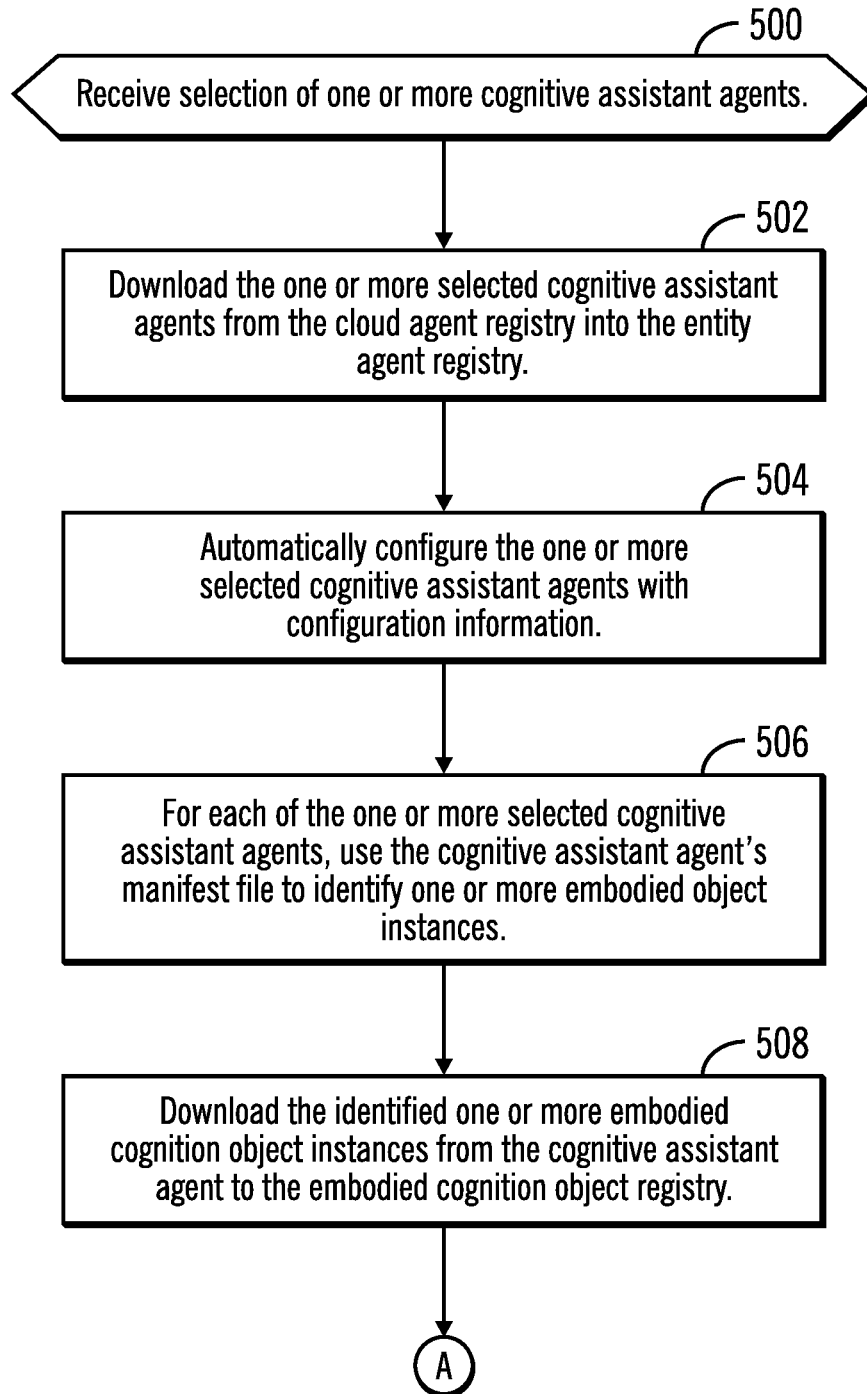 500
Receive selection of one or more cognitive assistant agents.
502
Download the one or more selected cognitive assistant
agents from the cloud agent registry into the entity
agent registry.
504
Automatically configure the one or more
selected cognitive assistant agents with
configuration information.
506
For each of the one or more selected cognitive
assistant agents, use the cognitive assistant agent's
manifest file to identify one or more embodied object
instances.
508
Download the identified one or more embodied
cognition object instances from the cognitive assistant
agent to the embodied cognition object registry.
A